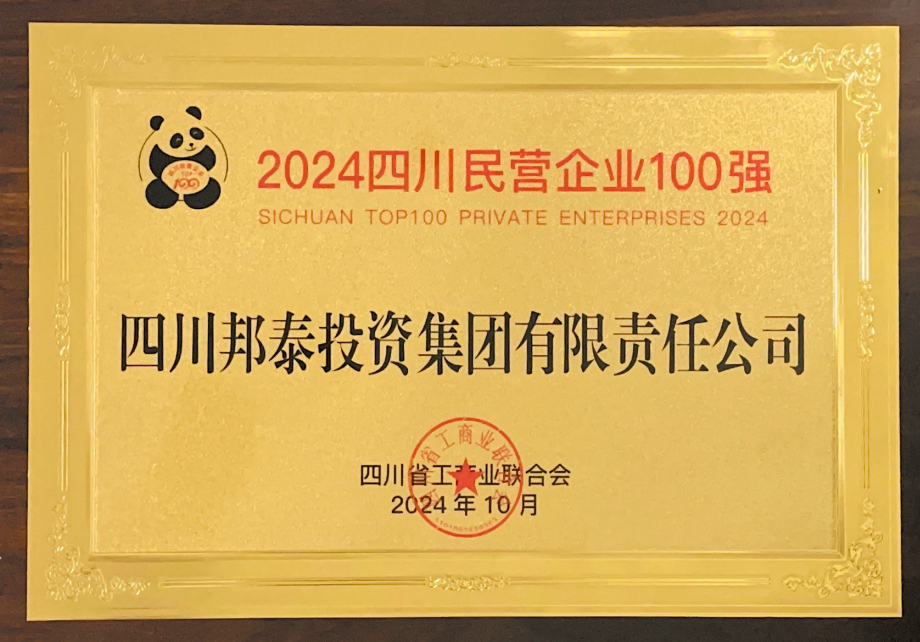 2024四川民营企业100强
SICHUAN TOP100 PRIVATE ENTERPRISES 2024
TOP
100
四川邦泰投资集团有限责任公司
四川省工商业联合会
2024年10月